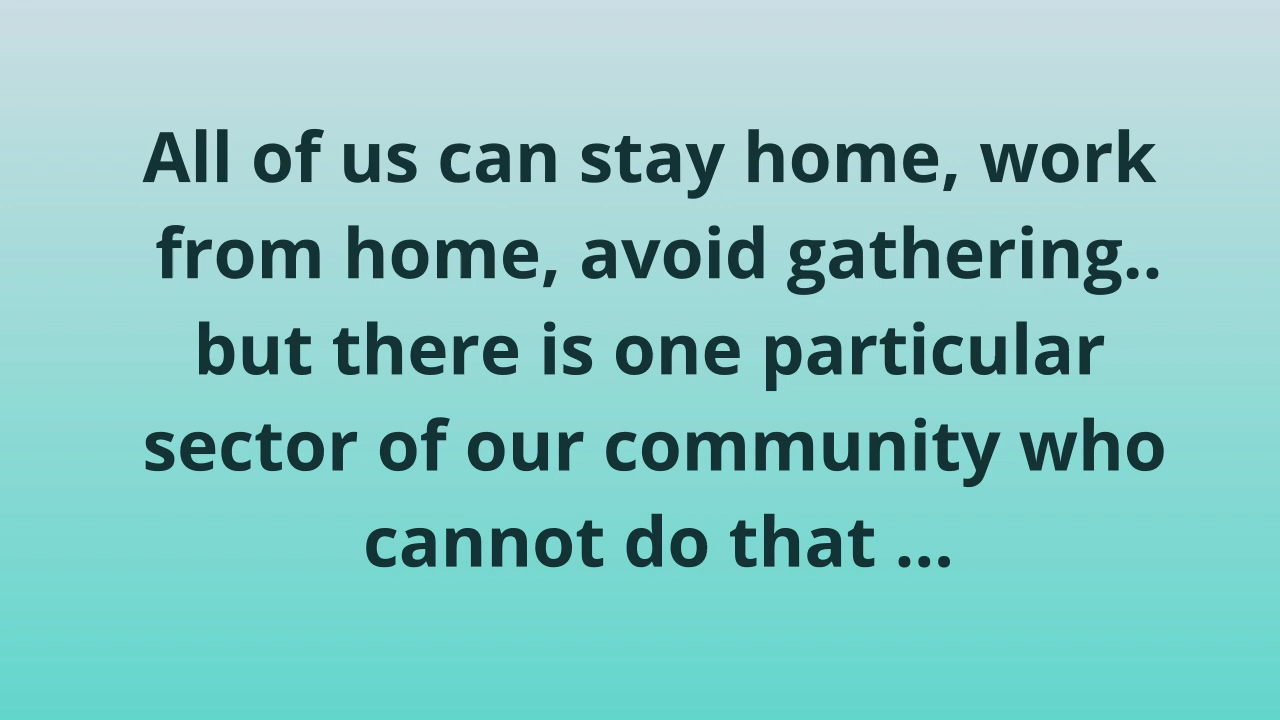 All of us can stay home, work
from home, avoid gathering..
but there is one particular
sector of our community who
cannot do that ...